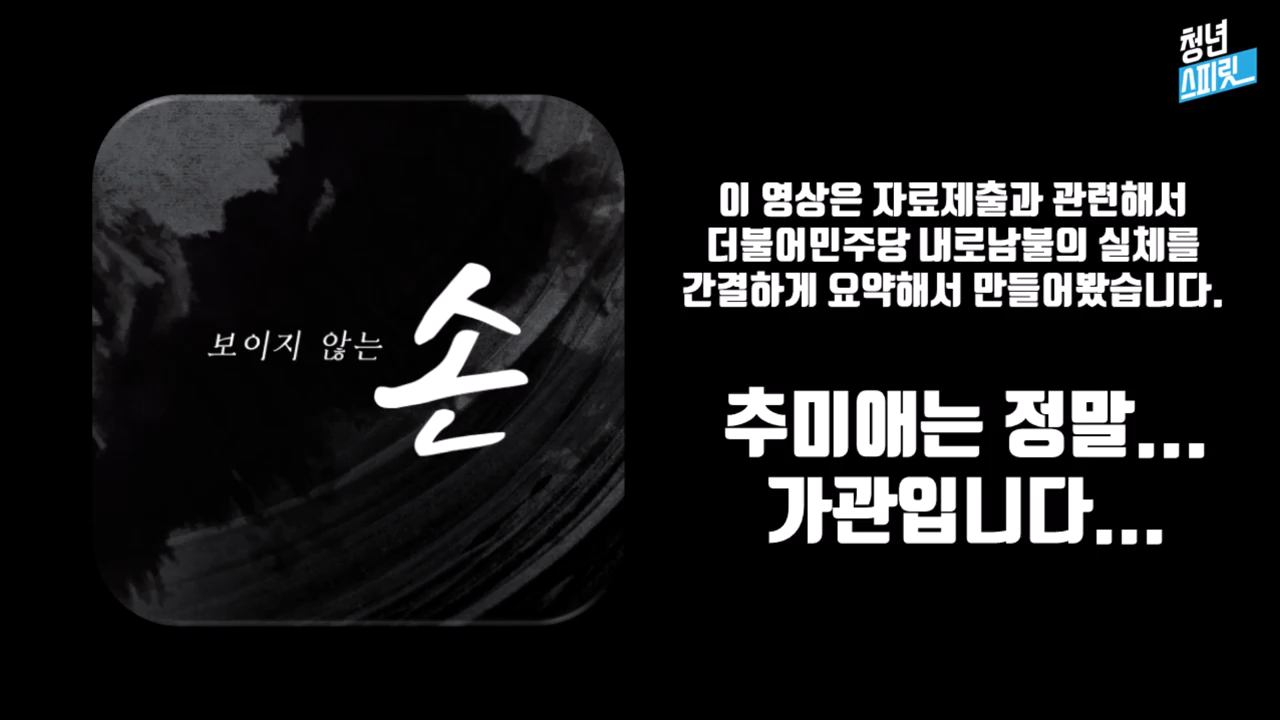 청년
스피릿
보이지 않는 손
이 영상은 자료제출과 관련해서
더불어민주당 내로남불의 실체를
간결하게 요약해서 만들어봤습니다.
추미애는 정말...
가관입니다...